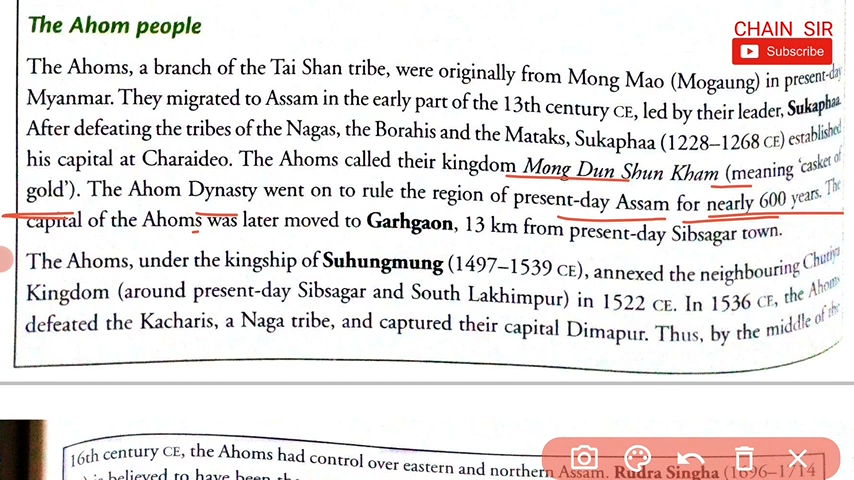 The Ahom people
CHAIN SIR
Subscribe
The Ahoms, a branch of the Tai Shan tribe, were originally from Mong Mao (Mogaung) in present-day
Myanmar. They migrated to Assam in the early part of the 13th century CE, led by their leader, Sukaphaa.
After defeating the tribes of the Nagas, the Borahis and the Mataks, Sukaphaa (1228–1268 CE) established
his capital at Charaideo. The Ahoms called their kingdom Mong Dun Shun Kham (meaning 'casket of
gold'). The Ahom Dynasty went on to rule the region of present-day Assam for nearly 600 years. The
capital of the Ahoms was later moved to Garhgaon, 13 km from present-day Sibsagar town.
The Ahoms, under the kingship of Suhungmung (1497–1539 CE), annexed the neighbouring Chutiya
Kingdom (around present-day Sibsagar and South Lakhimpur) in 1522 CE. In 1536 CE, the Ahoms
defeated the Kacharis, a Naga tribe, and captured their capital Dimapur. Thus, by the middle of the
16th century CE, the Ahoms had control over eastern and northern Assam. Rudra Singha (1696–1714
is believed to have been the